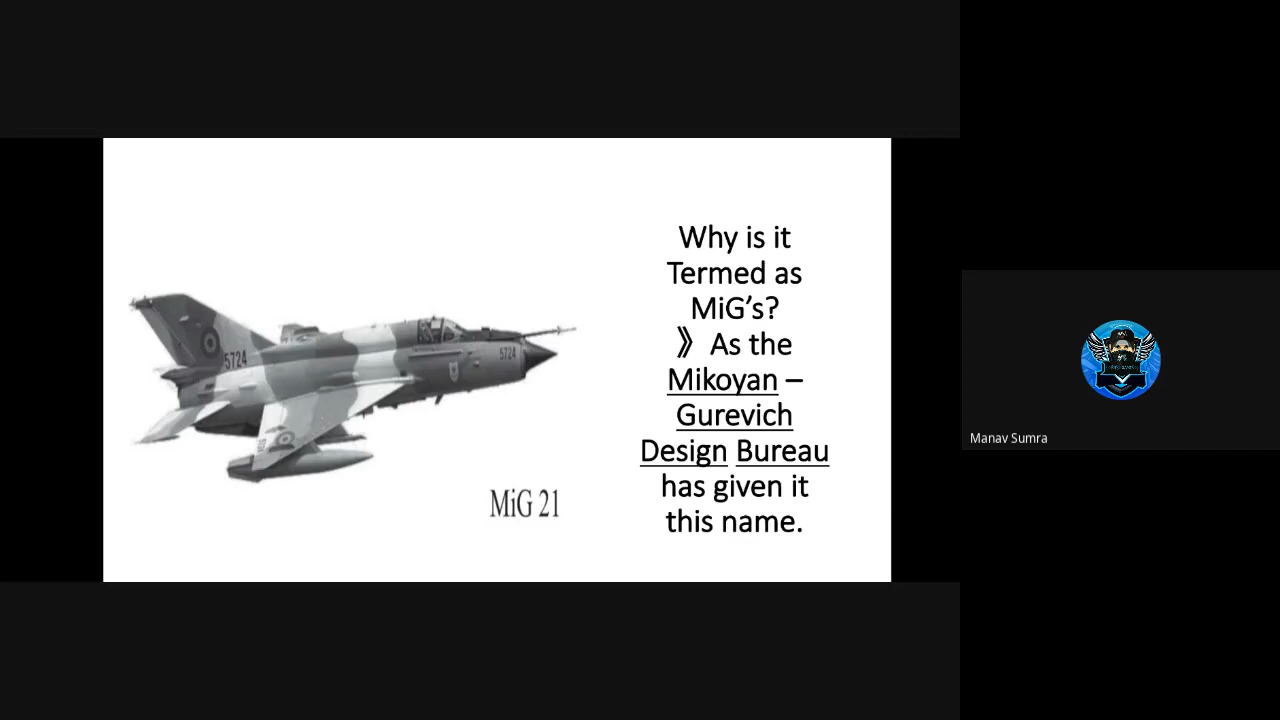 Why is it
Termed as
MiG's?
》As the
Mikoyan –
Gurevich
Design Bureau
has given it
this name.
5724
5724
MiG 21
Manav Sumra